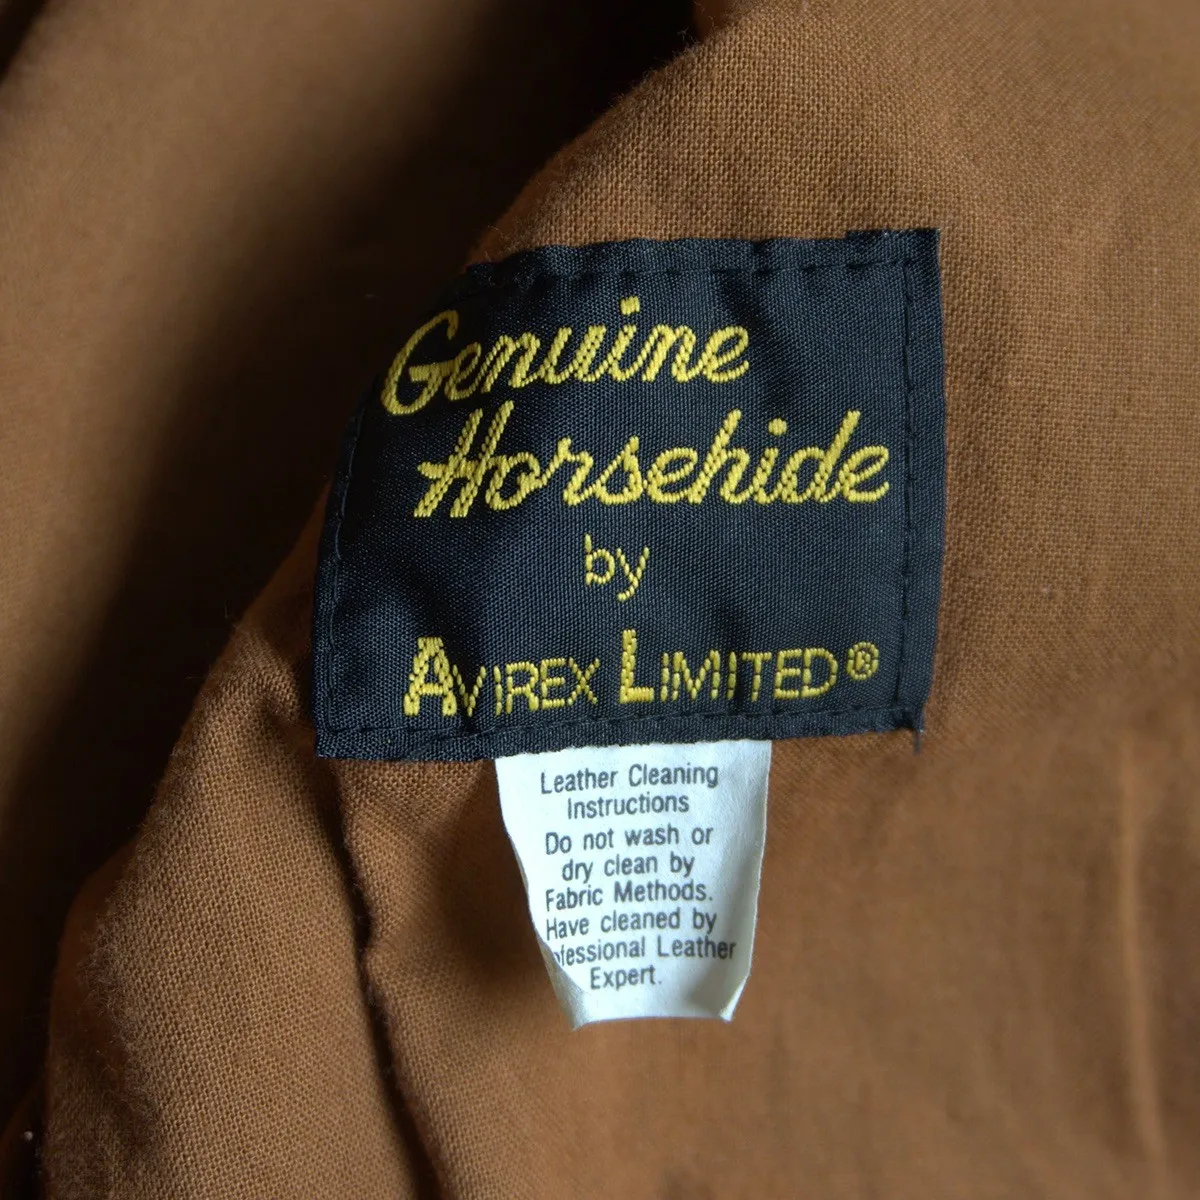 Genuine
Horsehide
by
AVIREX LIMITED®
Leather Cleaning
Instructions
Do not wash or
dry clean by
Fabric Methods.
Have cleaned by
ofessional Leather
Expert.